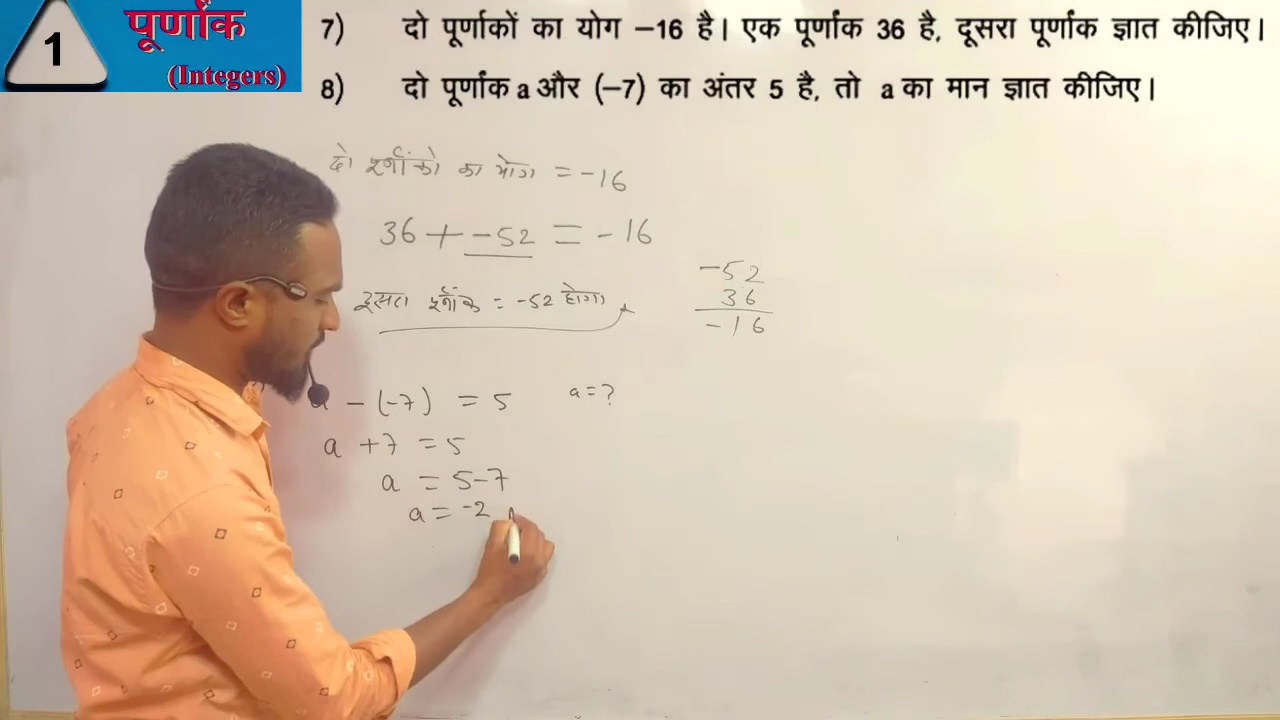 1
पूर्णांक
(Integers)
7) दो पूर्णाकों का योग –16 है। एक पूर्णाक 36 है, दूसरा पूर्णाक ज्ञात कीजिए।
8) दो पूर्णांक a और (–7) का अंतर 5 है, तो a का मान ज्ञात कीजिए।
दो पूर्णांको का योग = -16
36 + -52 = -16
दूसरा पूर्णांक = -52 होगा
-52
36
-16
a - (-7) = 5 a = ?
a + 7 = 5
a = 5 - 7
a = -2